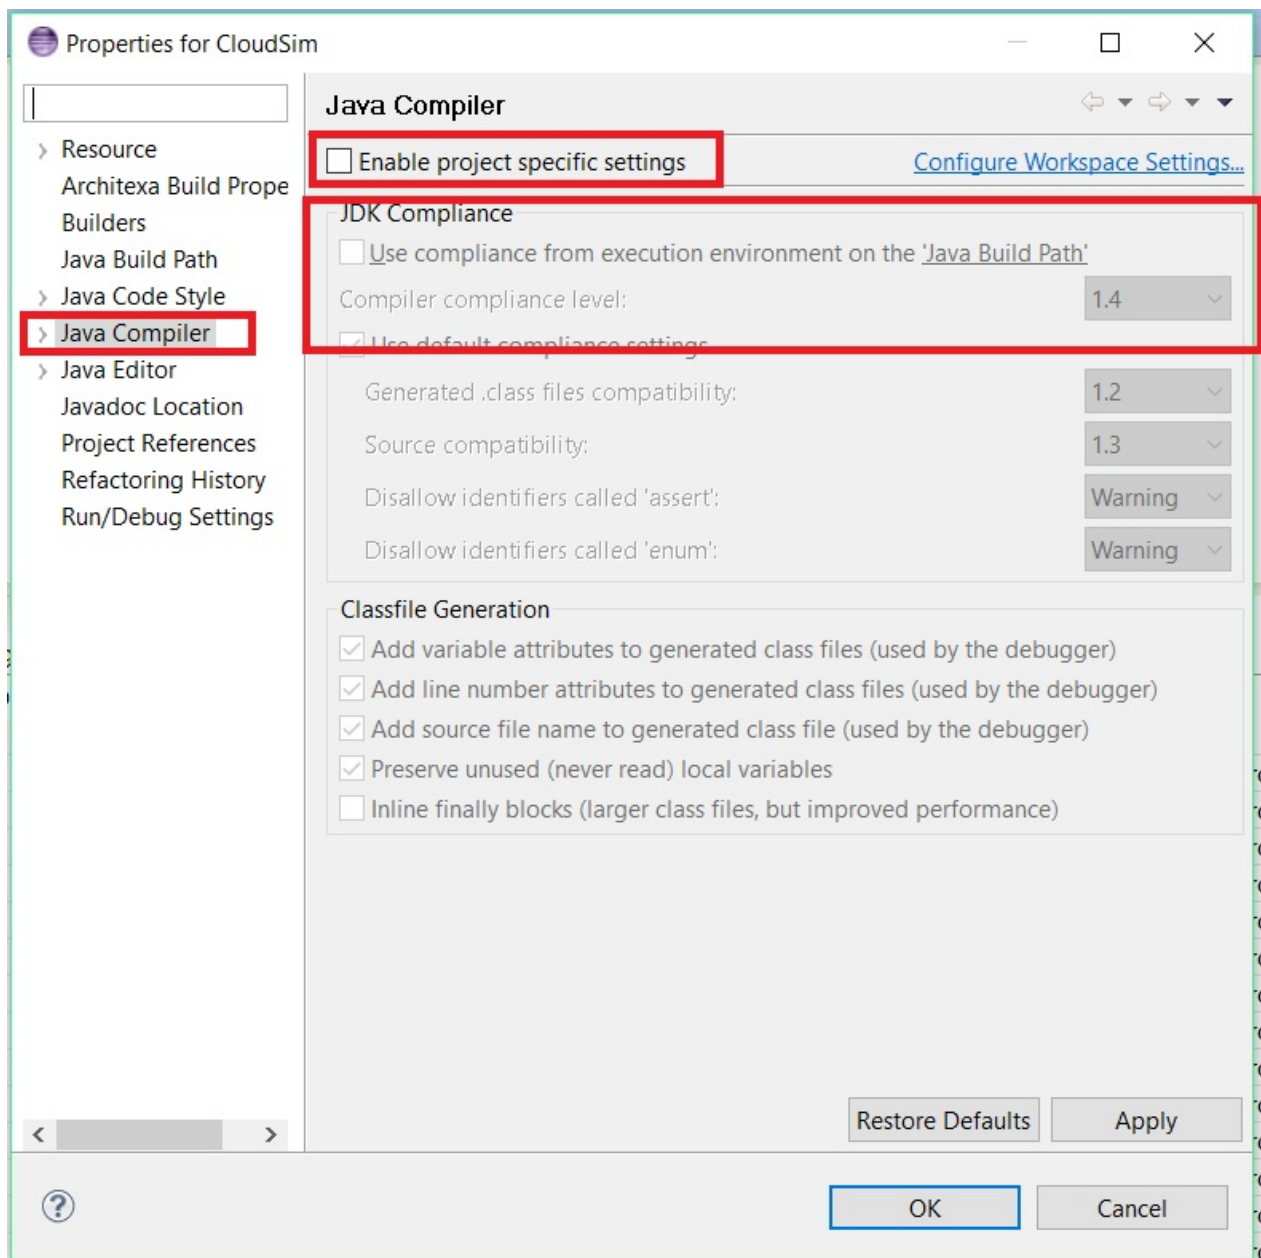 Properties for CloudSim
Resource
Architexa Build Prope
Builders
Java Build Path
Java Code Style
Java Compiler
Java Editor
Javadoc Location
Project References
Refactoring History
Run/Debug Settings
Java Compiler
Enable project specific settings
Configure Workspace Settings...
JDK Compliance
Use compliance from execution environment on the 'Java Build Path'
Compiler compliance level: 1.4
Use default compliance settings
Generated .class files compatibility: 1.2
Source compatibility: 1.3
Disallow identifiers called 'assert': Warning
Disallow identifiers called 'enum': Warning
Classfile Generation
Add variable attributes to generated class files (used by the debugger)
Add line number attributes to generated class files (used by the debugger)
Add source file name to generated class file (used by the debugger)
Preserve unused (never read) local variables
Inline finally blocks (larger class files, but improved performance)
Restore Defaults
Apply
OK
Cancel